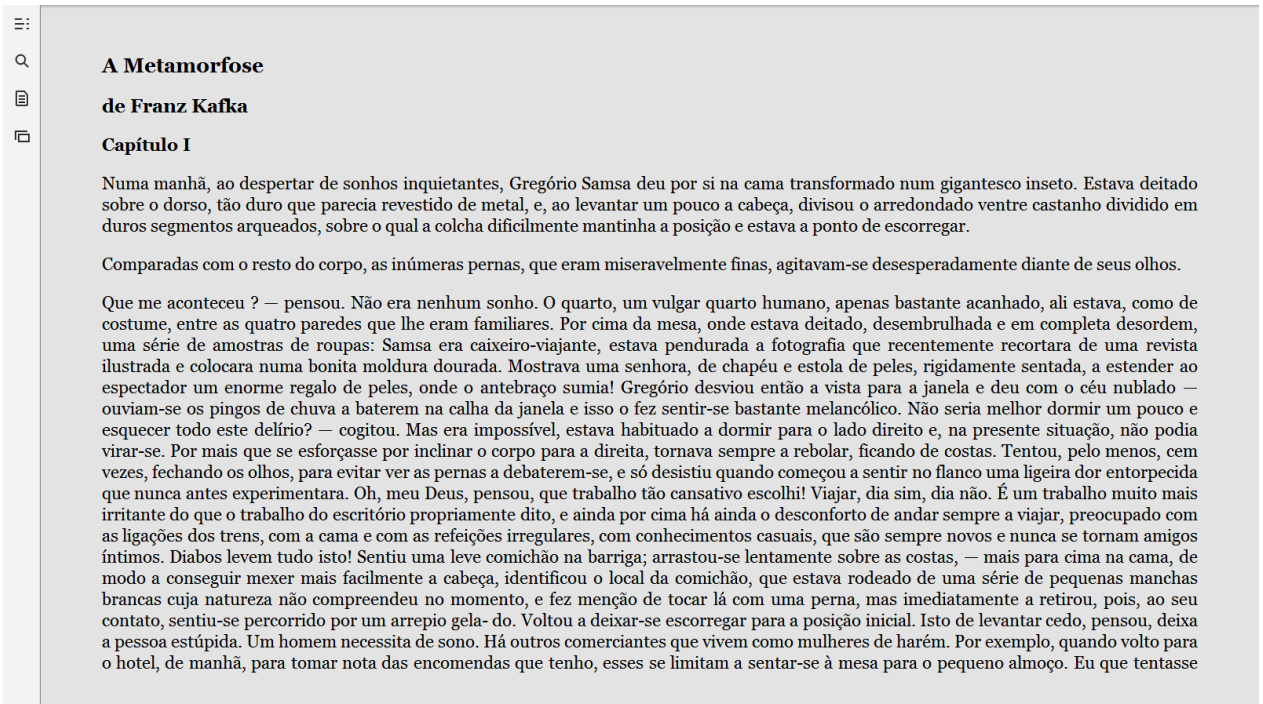 A Metamorfose
de Franz Kafka
Capítulo I
Numa manhã, ao despertar de sonhos inquietantes, Gregório Samsa deu por si na cama transformado num gigantesco inseto. Estava deitado
sobre o dorso, tão duro que parecia revestido de metal, e, ao levantar um pouco a cabeça, divisou o arredondado ventre castanho dividido em
duros segmentos arqueados, sobre o qual a colcha dificilmente mantinha a posição e estava a ponto de escorregar.
Comparadas com o resto do corpo, as inúmeras pernas, que eram miseravelmente finas, agitavam-se desesperadamente diante de seus olhos.
Que me aconteceu ? — pensou. Não era nenhum sonho. O quarto, um vulgar quarto humano, apenas bastante acanhado, ali estava, como de
costume, entre as quatro paredes que lhe eram familiares. Por cima da mesa, onde estava deitado, desembrulhada e em completa desordem,
uma série de amostras de roupas: Samsa era caixeiro-viajante, estava pendurada a fotografia que recentemente recortara de uma revista
ilustrada e colocara numa bonita moldura dourada. Mostrava uma senhora, de chapéu e estola de peles, rigidamente sentada, a estender ao
espectador um enorme regalo de peles, onde o antebraço sumia! Gregório desviou então a vista para a janela e deu com o céu nublado —
ouviam-se os pingos de chuva a baterem na calha da janela e isso o fez sentir-se bastante melancólico. Não seria melhor dormir um pouco e
esquecer todo este delírio? — cogitou. Mas era impossível, estava habituado a dormir para o lado direito e, na presente situação, não podia
virar-se. Por mais que se esforçasse por inclinar o corpo para a direita, tornava sempre a rebolar, ficando de costas. Tentou, pelo menos, cem
vezes, fechando os olhos, para evitar ver as pernas a debaterem-se, e só desistiu quando começou a sentir no flanco uma ligeira dor entorpecida
que nunca antes experimentara. Oh, meu Deus, pensou, que trabalho tão cansativo escolhi! Viajar, dia sim, dia não. É um trabalho muito mais
irritante do que o trabalho do escritório propriamente dito, e ainda por cima há ainda o desconforto de andar sempre a viajar, preocupado com
as ligações dos trens, com a cama e com as refeições irregulares, com conhecimentos casuais, que são sempre novos e nunca se tornam amigos
íntimos. Diabos levem tudo isto! Sentiu uma leve comichão na barriga; arrastou-se lentamente sobre as costas, — mais para cima na cama, de
modo a conseguir mexer mais facilmente a cabeça, identificou o local da comichão, que estava rodeado de uma série de pequenas manchas
brancas cuja natureza não compreendeu no momento, e fez menção de tocar lá com uma perna, mas imediatamente a retirou, pois, ao seu
contato, sentiu-se percorrido por um arrepio gela- do. Voltou a deixar-se escorregar para a posição inicial. Isto de levantar cedo, pensou, deixa
a pessoa estúpida. Um homem necessita de sono. Há outros comerciantes que vivem como mulheres de harém. Por exemplo, quando volto para
o hotel, de manhã, para tomar nota das encomendas que tenho, esses se limitam a sentar-se à mesa para o pequeno almoço. Eu que tentasse